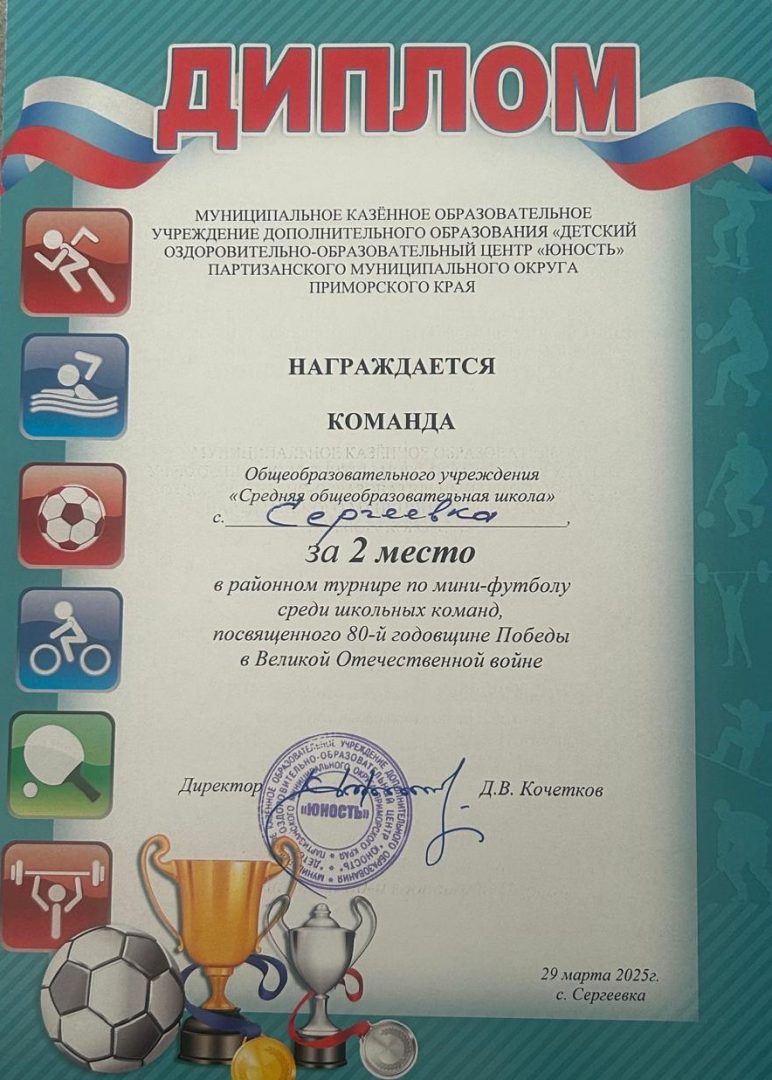 ДИПЛОМ
МУНИЦИПАЛЬНОЕ КАЗЁННОЕ ОБРАЗОВАТЕЛЬНОЕ
УЧРЕЖДЕНИЕ ДОПОЛНИТЕЛЬНОГО ОБРАЗОВАНИЯ «ДЕТСКИЙ
ОЗДОРОВИТЕЛЬНО-ОБРАЗОВАТЕЛЬНЫЙ ЦЕНТР «ЮНОСТЬ»
ПАРТИЗАНСКОГО МУНИЦИПАЛЬНОГО ОКРУГА
ПРИМОРСКОГО КРАЯ
НАГРАЖДАЕТСЯ
КОМАНДА
Общеобразовательного учреждения
«Средняя общеобразовательная школа»
с. Сергеевка,
за 2 место
в районном турнире по мини-футболу
среди школьных команд,
посвященного 80-й годовщине Победы
в Великой Отечественной войне
Директор Д.В. Кочетков
«ЮНОСТЬ»
29 марта 2025г.
с. Сергеевка